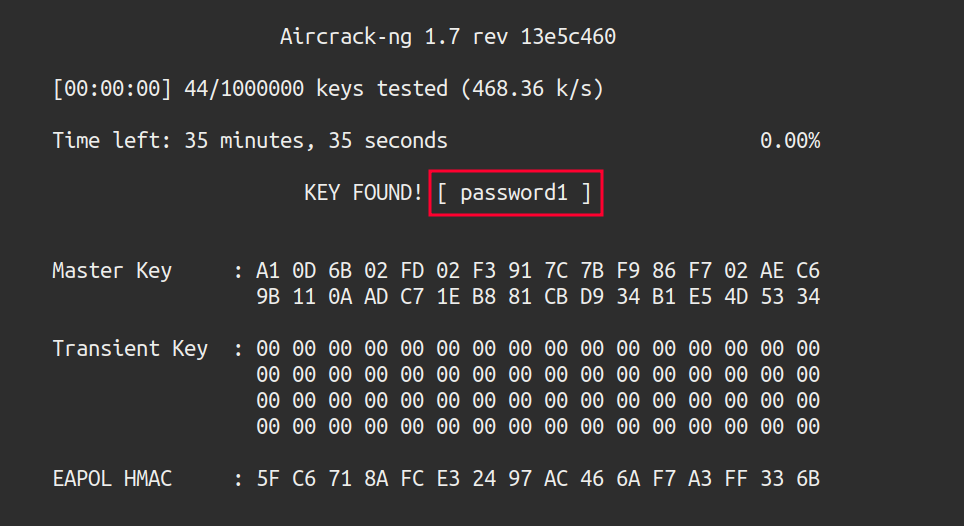 Aircrack-ng 1.7 rev 13e5c460
[00:00:00] 44/1000000 keys tested (468.36 k/s)
Time left: 35 minutes, 35 seconds 0.00%
KEY FOUND! [ password1 ]
Master Key : A1 0D 6B 02 FD 02 F3 91 7C 7B F9 86 F7 02 AE C6
9B 11 0A AD C7 1E B8 81 CB D9 34 B1 E5 4D 53 34
Transient Key : 00 00 00 00 00 00 00 00 00 00 00 00 00 00 00 00
00 00 00 00 00 00 00 00 00 00 00 00 00 00 00 00
00 00 00 00 00 00 00 00 00 00 00 00 00 00 00 00
00 00 00 00 00 00 00 00 00 00 00 00 00 00 00 00
EAPOL HMAC : 5F C6 71 8A FC E3 24 97 AC 46 6A F7 A3 FF 33 6B